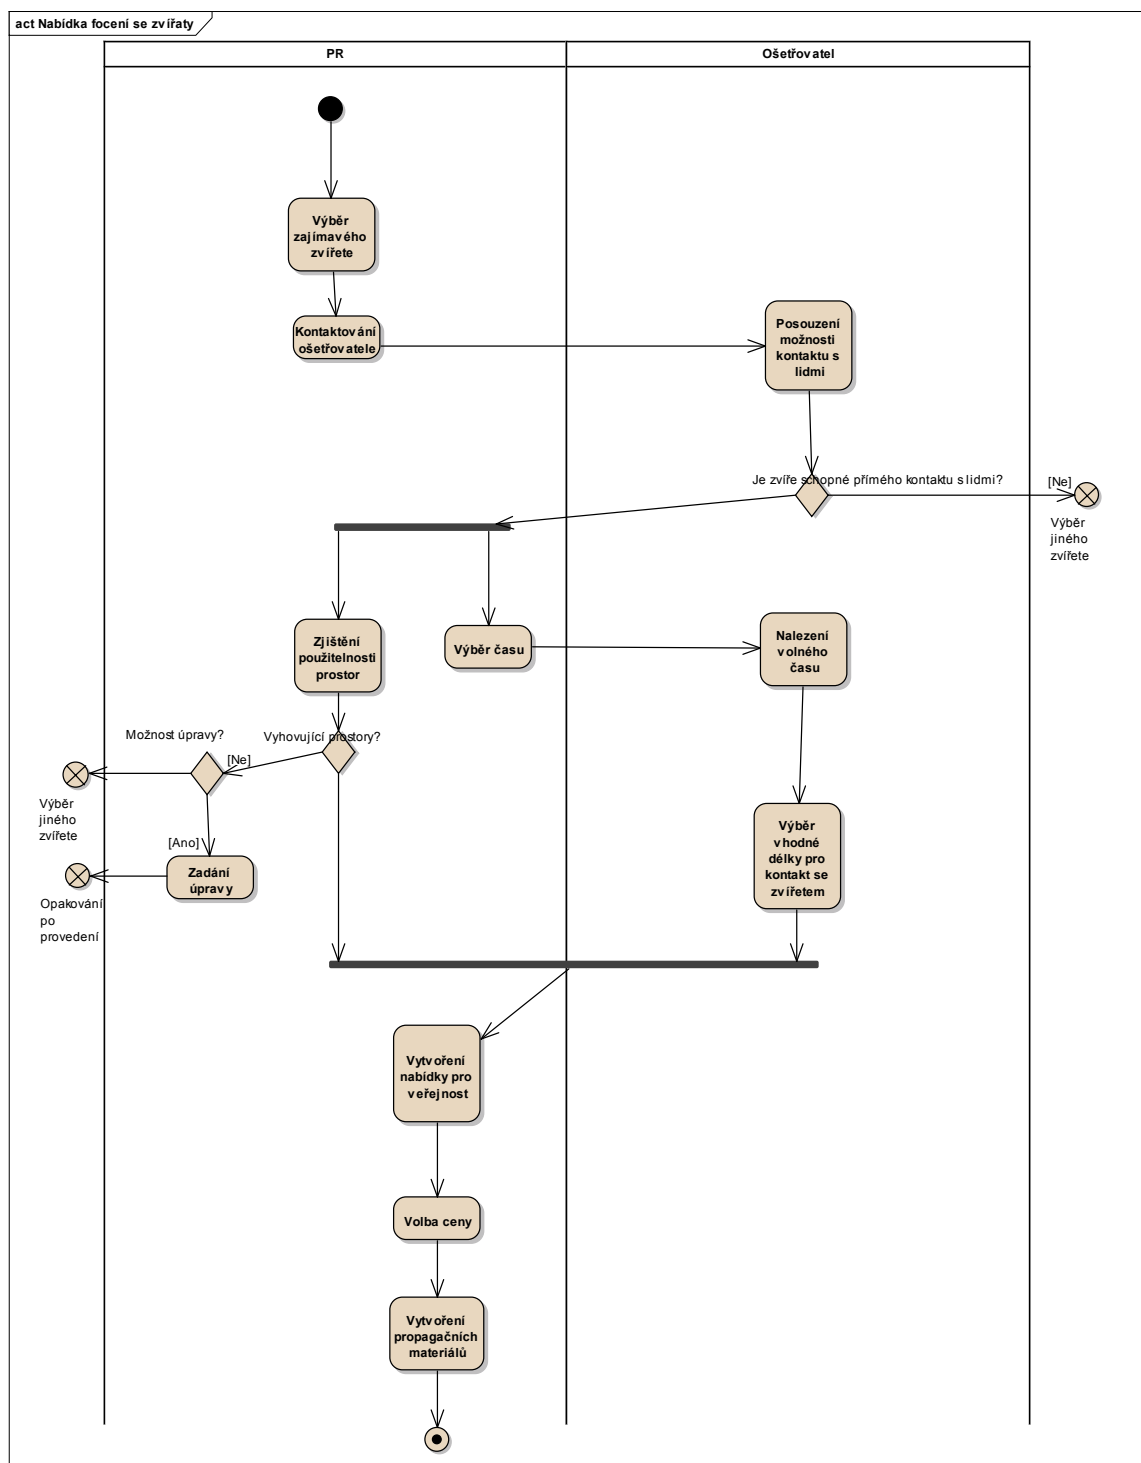 act Nabídka focení se zvířaty
PR
Ošetřovatel
Výběr
zajímavého
zvířete
Kontaktování
ošetřovatele
Posouzení
možnosti
kontaktu s
lidmi
Je zvíře schopné přímého kontaktu s lidmi?
[Ne]
Výběr
jiného
zvířete
Zjištění
použitelnosti
prostor
Výběr času
Nalezení
volného
času
Možnost úpravy?
Vyhovující prostory?
[Ne]
Výběr
jiného
zvířete
[Ano]
Zadání
úpravy
Opakování
po
provedení
Výběr
vhodné
délky pro
kontakt se
zvířetem
Vytvoření
nabídky pro
veřejnost
Volba ceny
Vytvoření
propagačních
materiálů